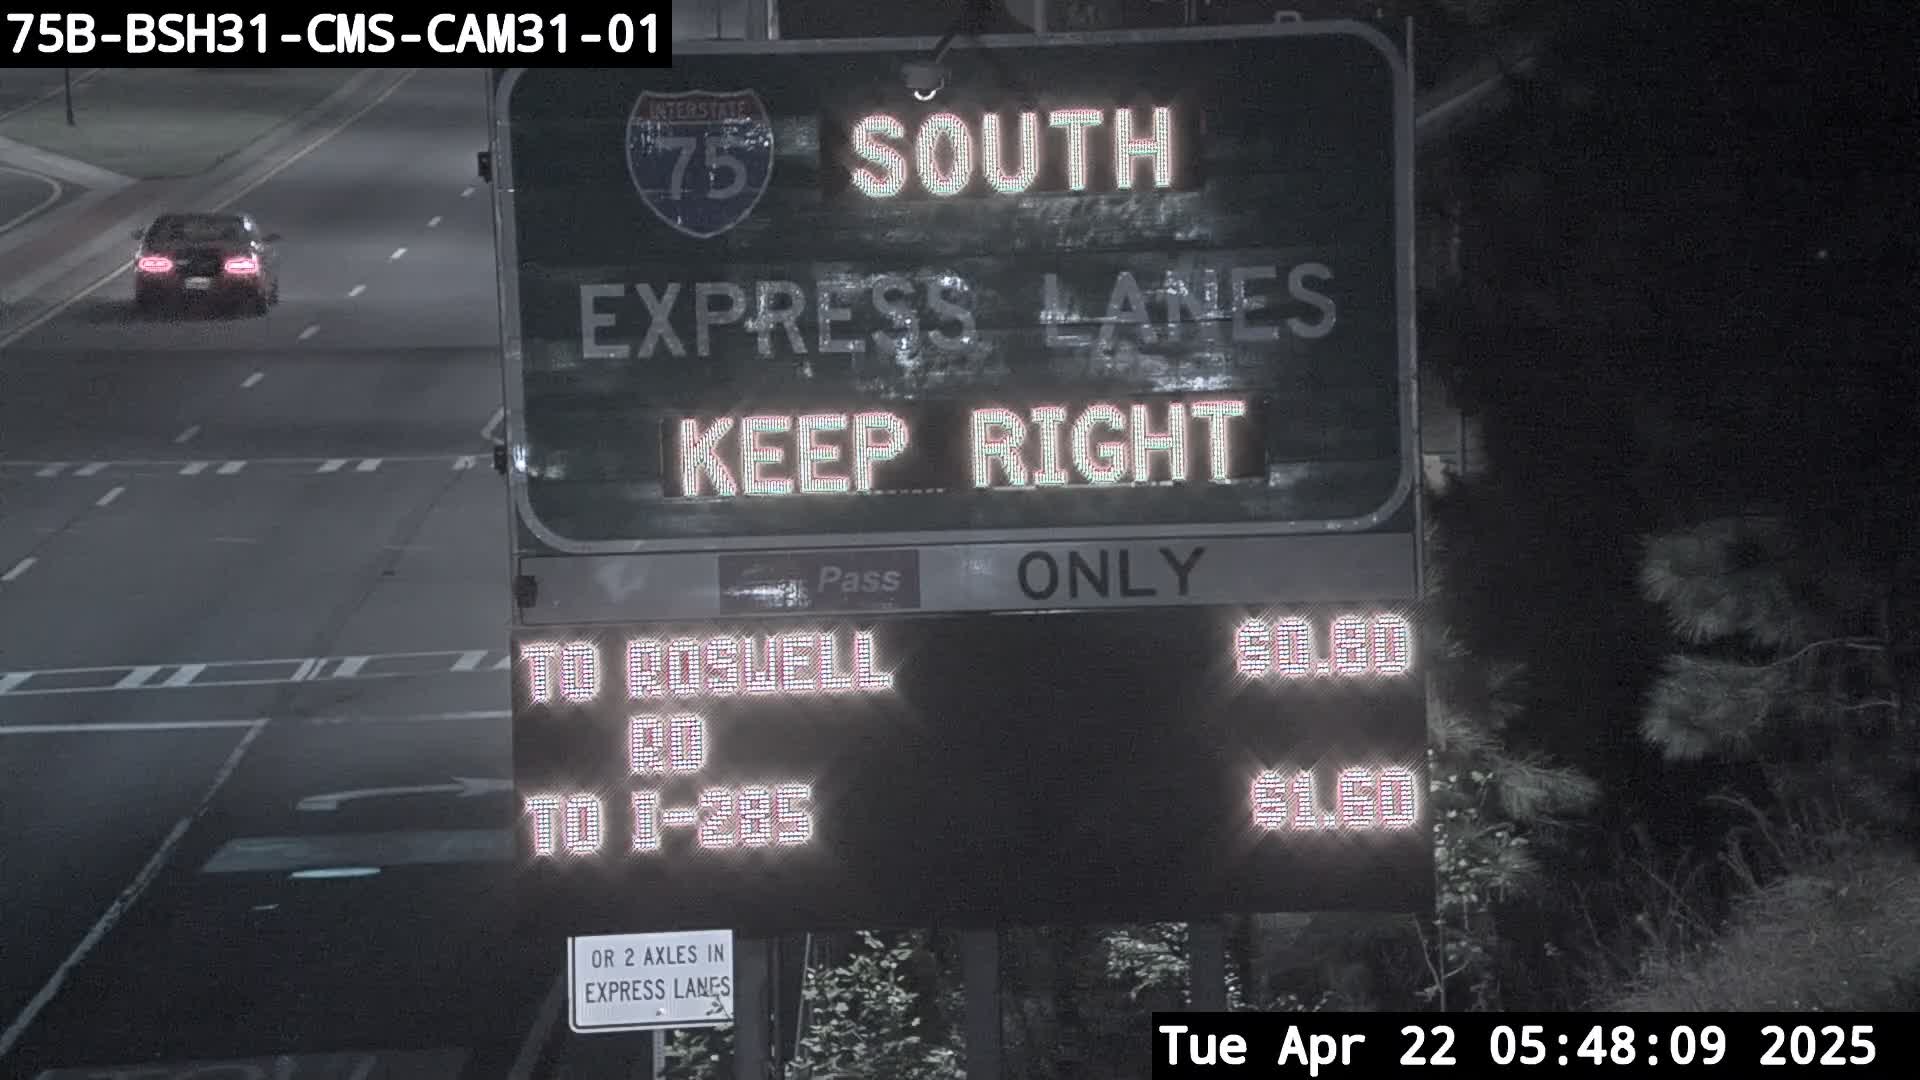 75B-BSH31-CMS-CAM31-01
INTERSTATE
75
SOUTH
EXPRESS LANES
KEEP RIGHT
Pass ONLY
TO ROSWELL $0.80
RD
TO I-285 $1.60
OR 2 AXLES IN
EXPRESS LANES
Tue Apr 22 05:48:09 2025